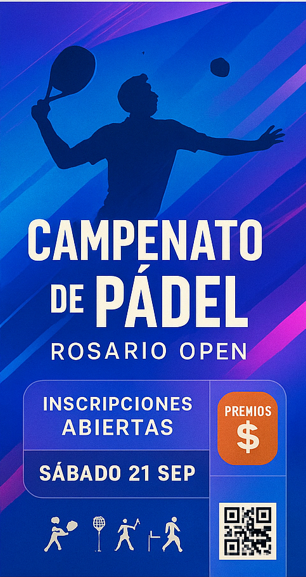 CAMPENATO
DE PÁDEL
ROSARIO OPEN
INSCRIPCIONES
ABIERTAS
SÁBADO 21 SEP
PREMIOS
$